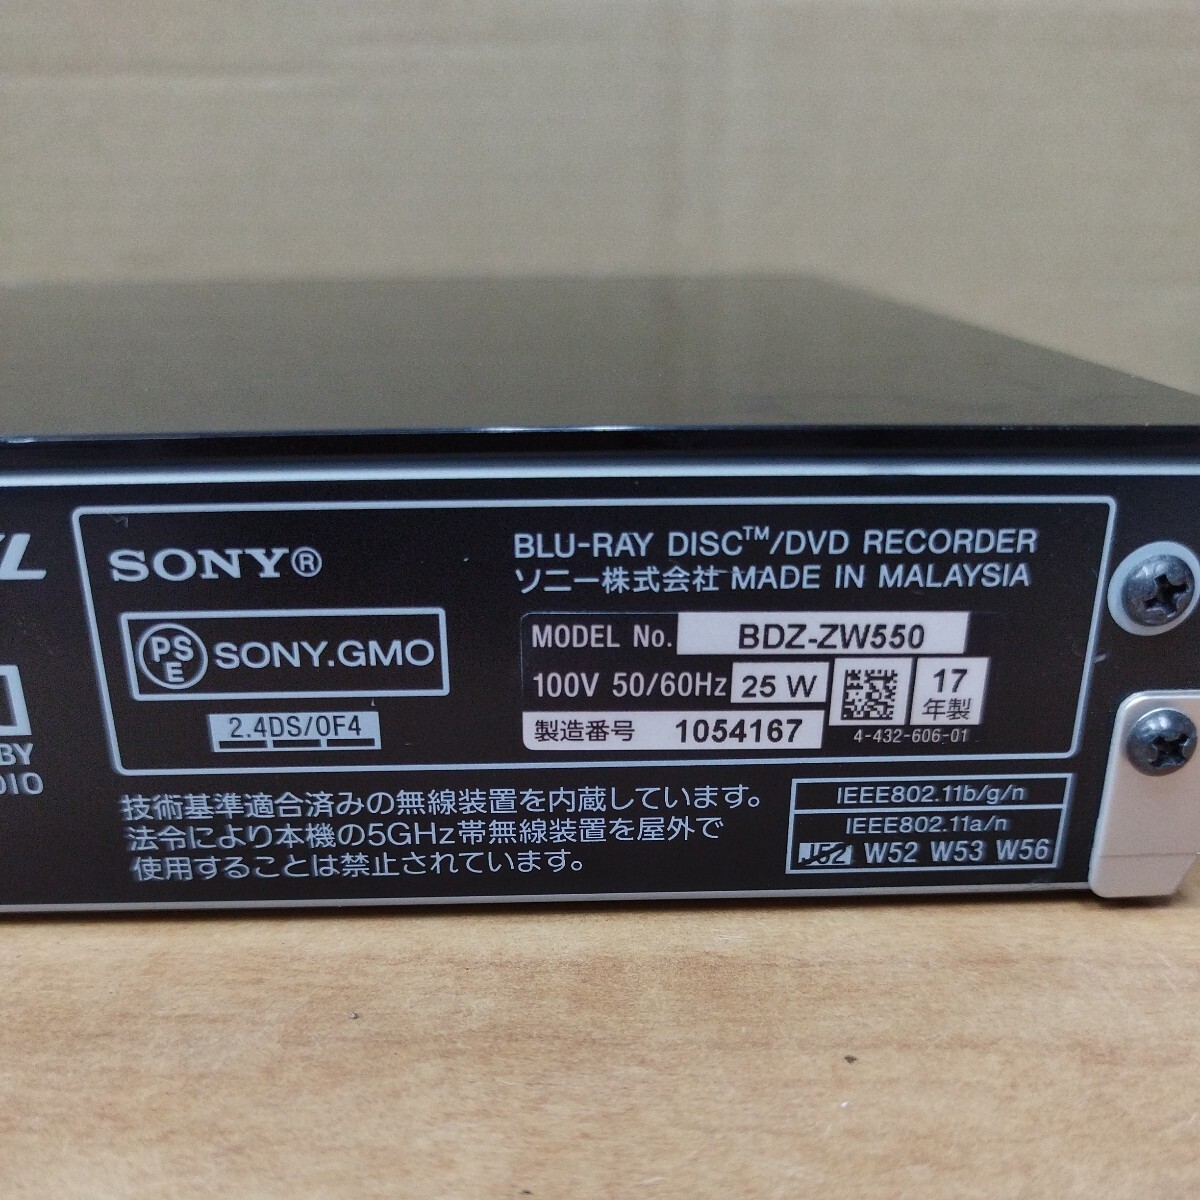 SONY®
BLU-RAY DISC™/DVD RECORDER
ソニー株式会社 MADE IN MALAYSIA
PSE SONY.GMO
2.4DS/OF4
MODEL No. BDZ-ZW550
100V 50/60Hz 25 W
17
年製
製造番号 1054167
4-432-606-01
BY
技術基準適合済みの無線装置を内蔵しています。
法令により本機の5GHz帯無線装置を屋外で
使用することは禁止されています。
IEEE802.11b/g/n
IEEE802.11a/n
J52 W52 W53 W56